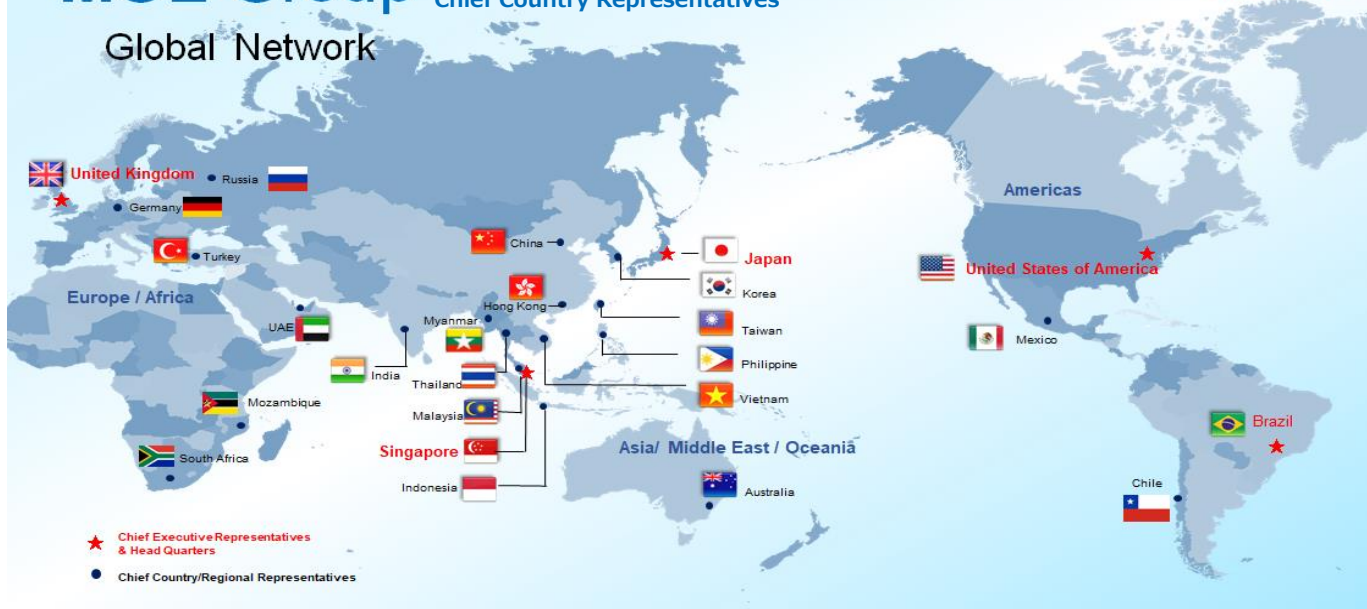 Group Chief Country Representatives
Global Network
United Kingdom
Russia
Germany
Turkey
Europe / Africa
UAE
India
Mozambique
South Africa
China
Hong Kong
Myanmar
Thailand
Malaysia
Singapore
Indonesia
Japan
Korea
Taiwan
Philippine
Vietnam
Asia/ Middle East / Oceania
Australia
Americas
United States of America
Mexico
Brazil
Chile
Chief Executive Representatives
& Head Quarters
Chief Country/Regional Representatives